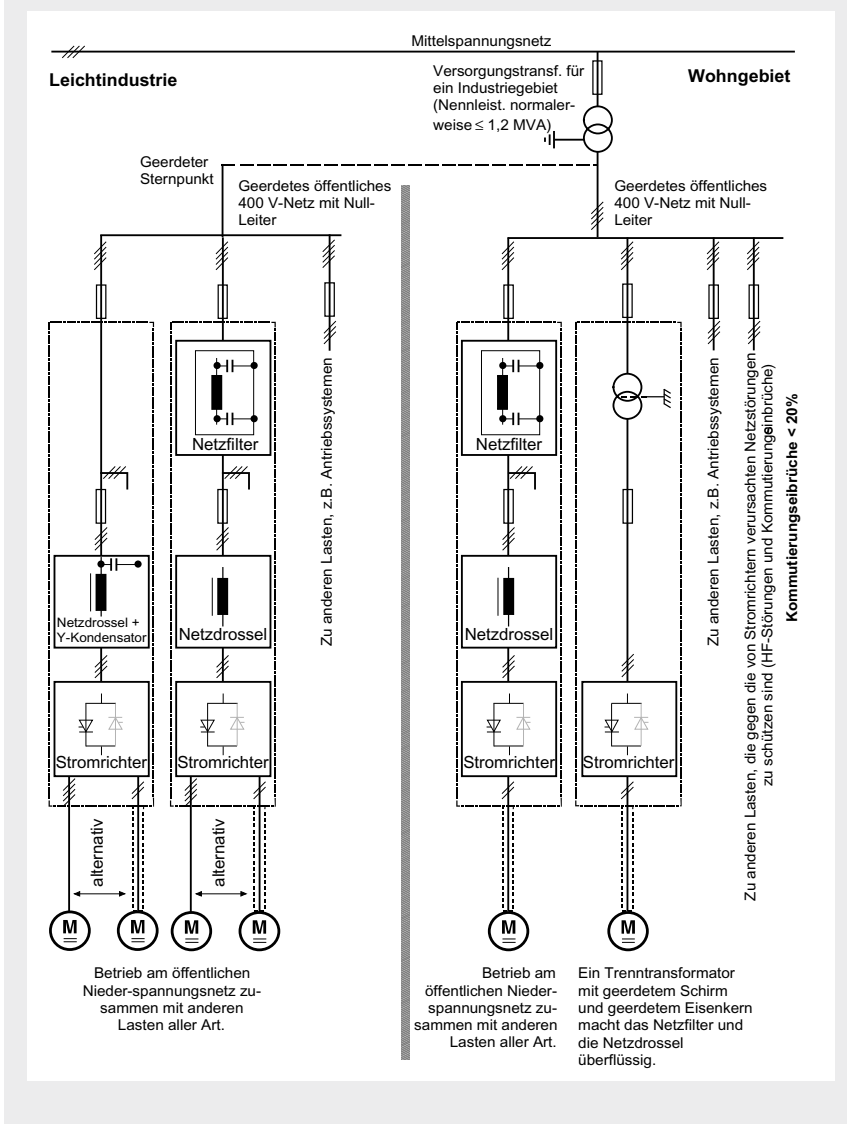 Mittelspannungsnetz
Leichtindustrie
Versorgungstransf. für
ein Industriegebiet
(Nennleist. normaler-
weise ≤ 1,2 MVA)
Wohngebiet
Geerdeter
Sternpunkt
Geerdetes öffentliches
400 V-Netz mit Null-
Leiter
Geerdetes öffentliches
400 V-Netz mit Null-
Leiter
Netzfilter
Netzdrossel +
Y-Kondensator
Netzdrossel
Stromrichter
Stromrichter
Zu anderen Lasten, z.B. Antriebssystemen
alternativ
alternativ
M
M
M
M
Betrieb am öffentlichen
Nieder-spannungsnetz zu-
sammen mit anderen
Lasten aller Art.
Netzfilter
Netzdrossel
Stromrichter
Stromrichter
Zu anderen Lasten, z.B. Antriebssystemen
Zu anderen Lasten, die gegen die von Stromrichtern verursachten Netzstörungen
zu schützen sind (HF-Störungen und Kommutierungseinbrüche)
Kommutierungseibrüche < 20%
M
M
Betrieb am
öffentlichen Nieder-
spannungsnetz zu-
sammen mit anderen
Lasten aller Art.
Ein Trenntransformator
mit geerdetem Schirm
und geerdetem Eisenkern
macht das Netzfilter und
die Netzdrossel
überflüssig.